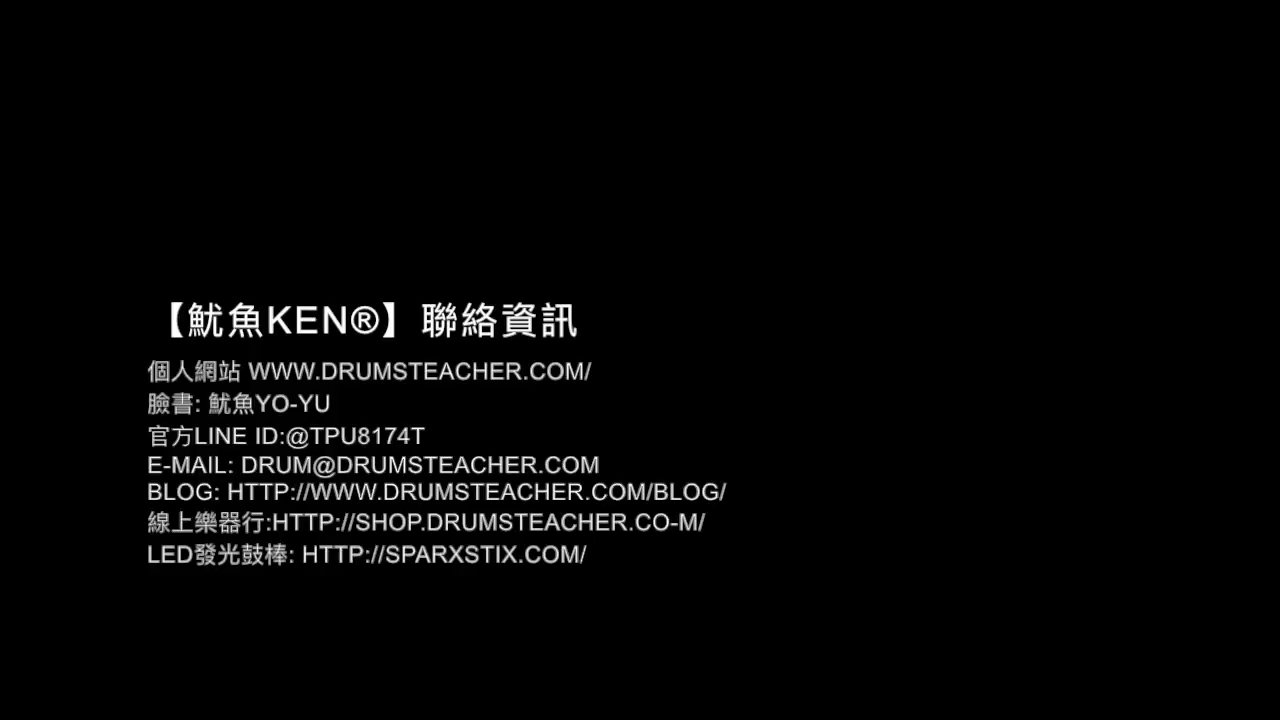 【魷魚KEN®】聯絡資訊
個人網站 WWW.DRUMSTEACHER.COM/
臉書: 魷魚YO-YU
官方LINE ID:@TPU8174T
E-MAIL: DRUM@DRUMSTEACHER.COM
BLOG: HTTP://WWW.DRUMSTEACHER.COM/BLOG/
線上樂器行:HTTP://SHOP.DRUMSTEACHER.CO-M/
LED發光鼓棒: HTTP://SPARXSTIX.COM/